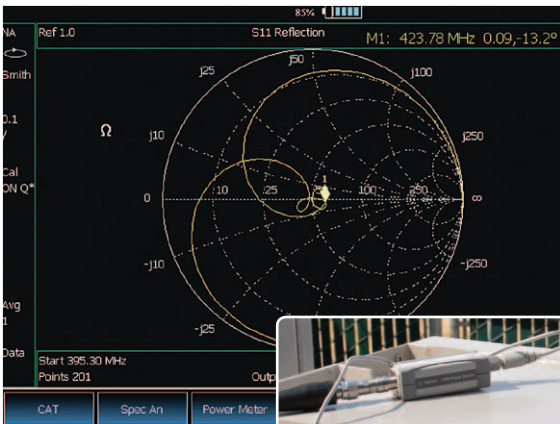 85%
NA
Ref 1.0
S11 Reflection
M1: 423.78 MHz 0.09,-13.2°
Smith
0.1
/
Cal
ON Q*
Avg
1
Data
Ω
j50
j25
j100
j10
j250
0
10
25
100
250
∞
1
-j10
-j250
-j25
Start 395.30 MHz
Points 201
Outp
CAT
Spec An
Power Meter